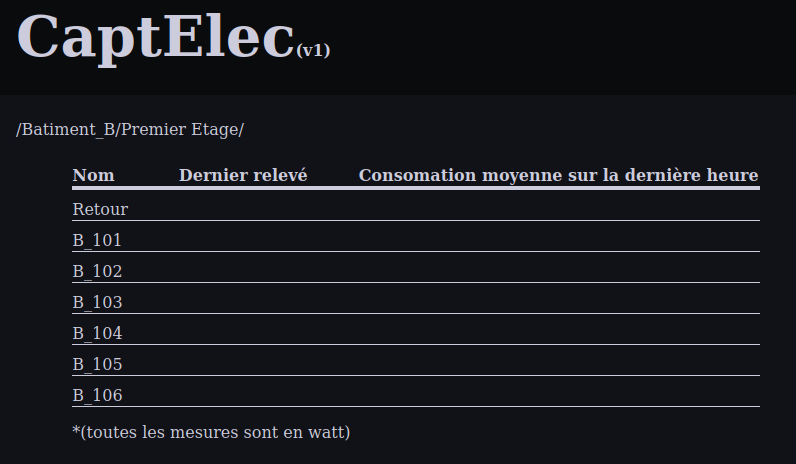 CaptElec(v1)
/Batiment_B/Premier Etage/
Nom Dernier relevé Consomation moyenne sur la dernière heure
Retour
B_101
B_102
B_103
B_104
B_105
B_106
*(toutes les mesures sont en watt)